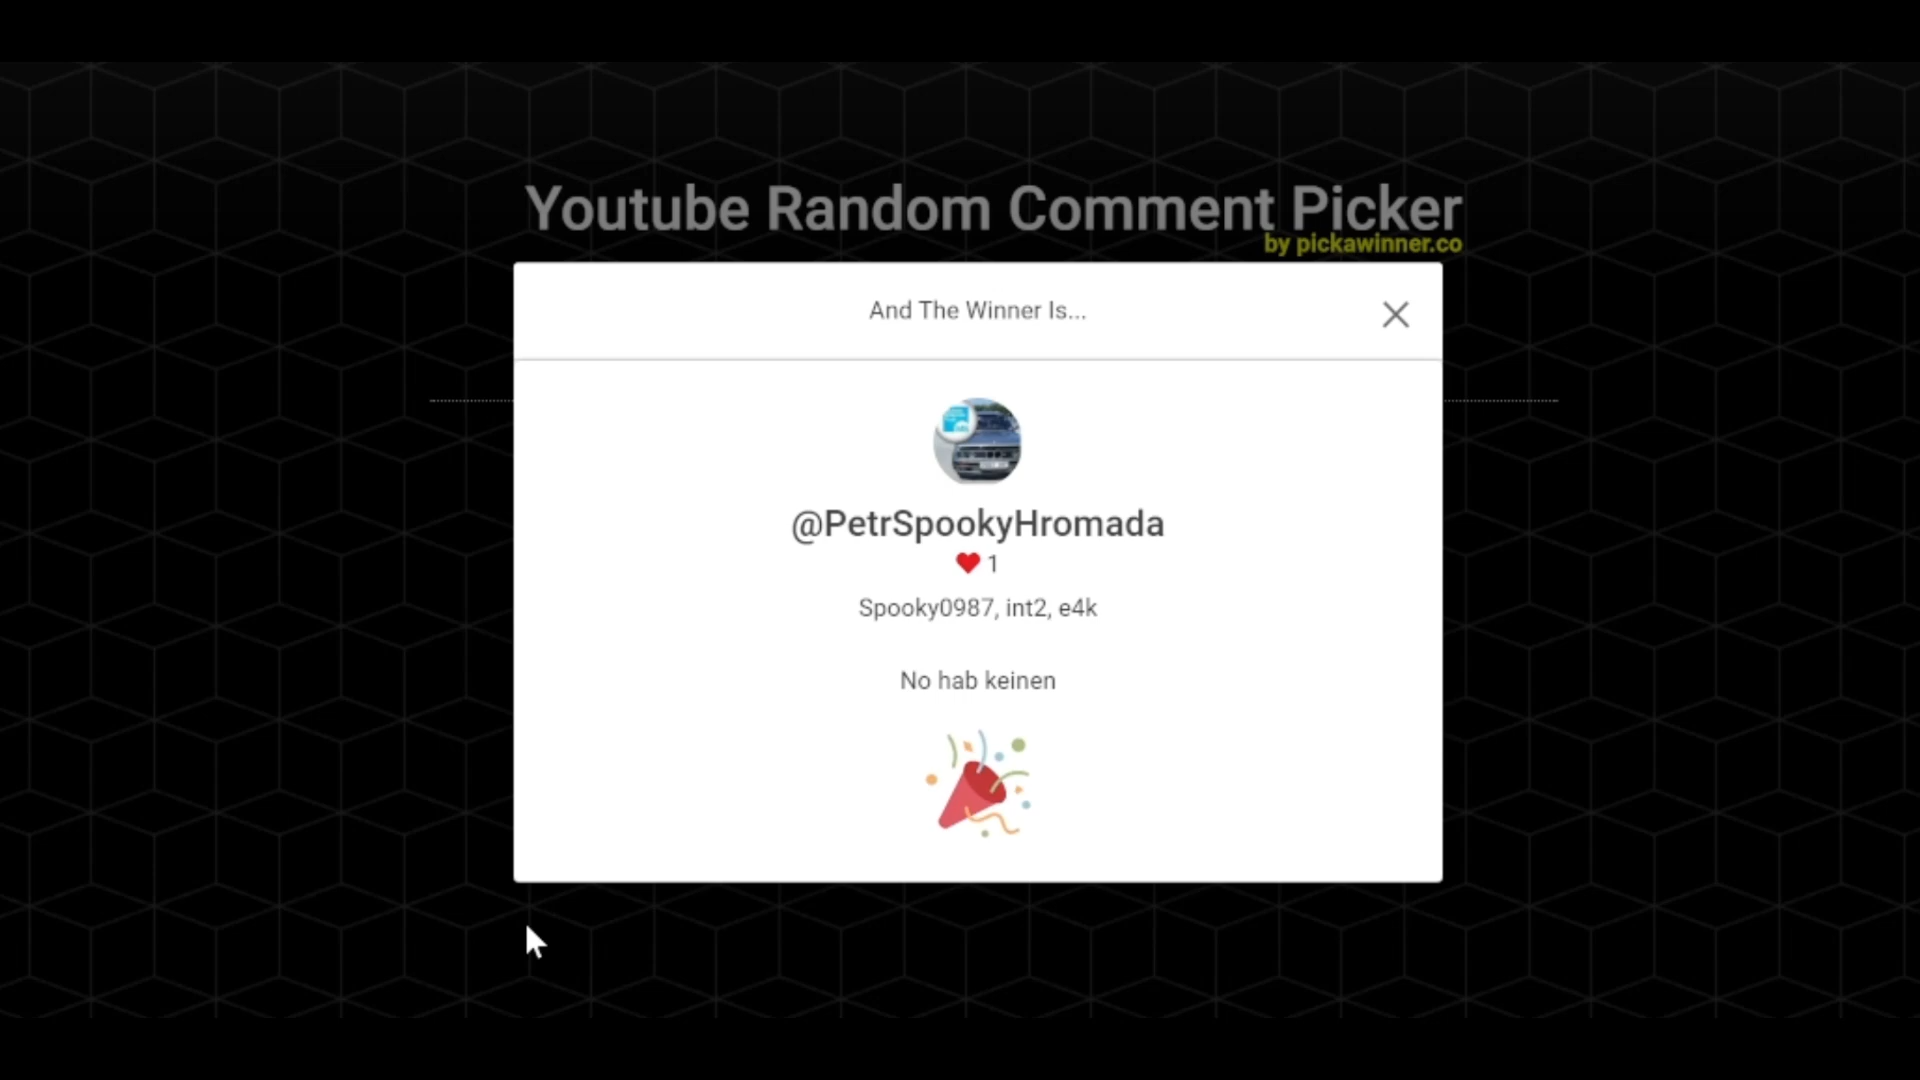 Youtube Random Comment Picker
by pickawinner.co
And The Winner Is...
@PetrSpookyHromada
1
Spooky0987, int2, e4k
No hab keinen